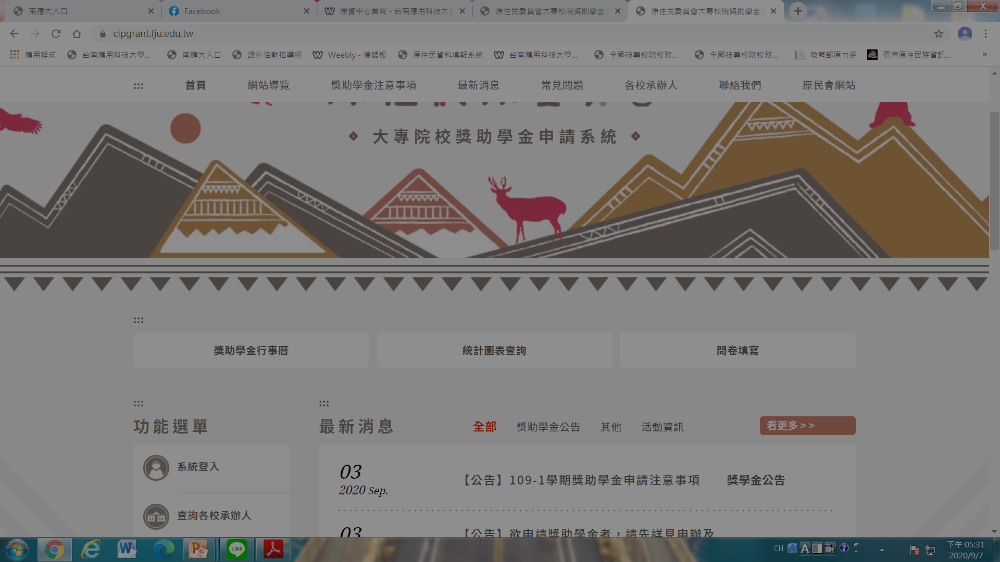 南應大入口
Facebook
原資中心首頁 - 台南應用科技大
原住民委員會大專校院獎助學金
原住民委員會大專校院獎助學金
cipgrant.fju.edu.tw
應用程式
台南應用科技大學...
南應大入口
課外活動指導組
Weebly - 儀錶板
原住民資料填報系統
台南應用科技大學...
全國技專校院校務...
全國技專校院校務...
教育部原力網
臺灣原住民族資訊...
»
:::
首頁
網站導覽
獎助學金注意事項
最新消息
常見問題
各校承辦人
聯絡我們
原民會網站
大專院校獎助學金申請系統
:::
獎助學金行事曆
統計圖表查詢
問卷填寫
:::
功能選單
系統登入
查詢各校承辦人
:::
最新消息
全部
獎助學金公告
其他
活動資訊
看更多 > >
03
2020 Sep.
【公告】109-1學期獎助學金申請注意事項
獎學金公告
03
【公告】欲申請獎助學金者，請先詳見申辦及
LINE
CH
下午 05:31
2020/9/7